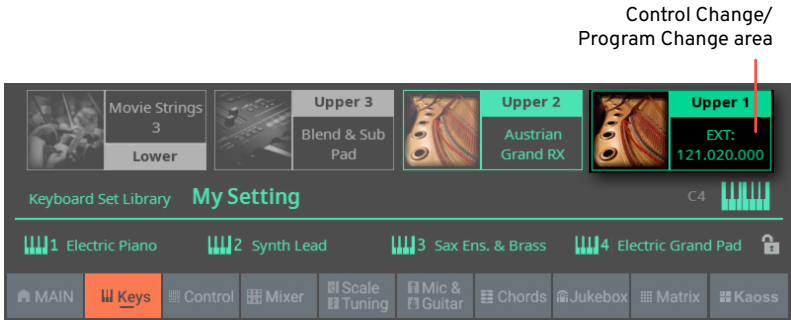 Control Change/
Program Change area
Movie Strings
3
Lower
Upper 3
Blend & Sub
Pad
Upper 2
Austrian
Grand RX
Upper 1
EXT:
121.020.000
Keyboard Set Library My Setting C4
1 Electric Piano 2 Synth Lead 3 Sax Ens. & Brass 4 Electric Grand Pad
MAIN Keys Control Mixer Scale Tuning Mic & Guitar Chords Jukebox Matrix Kaoss